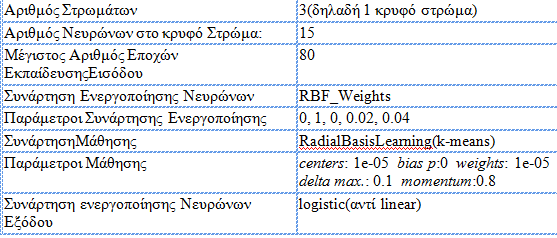 Αριθμός Στρωμάτων 3(δηλαδή 1 κρυφό στρώμα)
Αριθμός Νευρώνων στο κρυφό Στρώμα: 15
Μέγιστος Αριθμός Εποχών 80
ΕκπαίδευσηςΕισόδου
Συνάρτηση Ενεργοποίησης Νευρώνων RBF_Weights
Παράμετροι Συνάρτησης Ενεργοποίησης 0, 1, 0, 0.02, 0.04
ΣυνάρτησηΜάθησης RadialBasisLearning(k-means)
Παράμετροι Μάθησης centers: 1e-05 bias p:0 weights: 1e-05
delta max.: 0.1 momentum:0.8
Συνάρτηση ενεργοποίησης Νευρώνων logistic(αντί linear)
Εξόδου